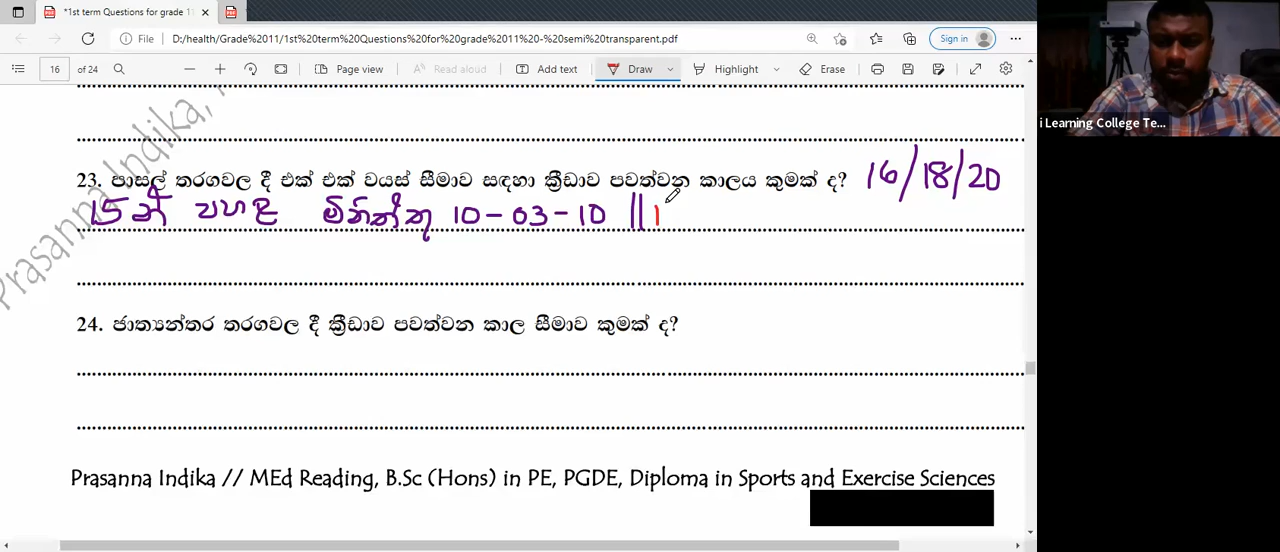 *1st term Questions for grade 1
File D:/health/Grade%2011/1st%20term%20Questions%20for%20grade%2011%20-%20semi%20transparent.pdf Sign in
16 of 24 Page view Read aloud Add text Draw Highlight Erase
i Learning College Te...
Prasanna Indika,
23. පාසල් තරගවල දී එක් එක් වයස් සීමාව සඳහා ක්‍රීඩාව පවත්වන කාලය කුමක් ද? 16/18/20
15න් පහළ මිනිත්තු 10-03-10 || 1
24. ජාත්‍යන්තර තරගවල දී ක්‍රීඩාව පවත්වන කාල සීමාව කුමක් ද?
Prasanna Indika // MEd Reading, B.Sc (Hons) in PE, PGDE, Diploma in Sports and Exercise Sciences